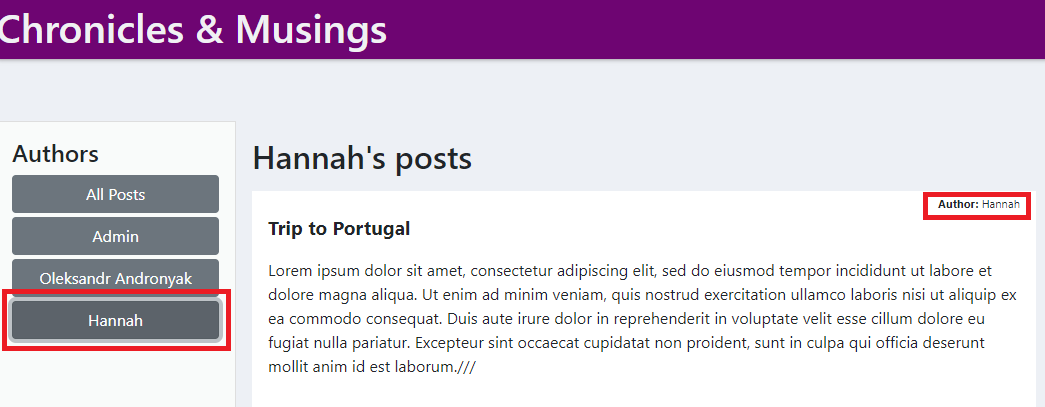 Chronicles & Musings
Authors
All Posts
Admin
Oleksandr Andronyak
Hannah
Hannah's posts
Author: Hannah
Trip to Portugal
Lorem ipsum dolor sit amet, consectetur adipiscing elit, sed do eiusmod tempor incididunt ut labore et
dolore magna aliqua. Ut enim ad minim veniam, quis nostrud exercitation ullamco laboris nisi ut aliquip ex
ea commodo consequat. Duis aute irure dolor in reprehenderit in voluptate velit esse cillum dolore eu
fugiat nulla pariatur. Excepteur sint occaecat cupidatat non proident, sunt in culpa qui officia deserunt
mollit anim id est laborum.///